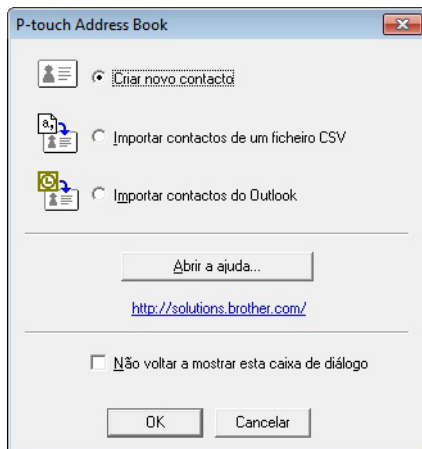 P-touch Address Book
Criar novo contacto
a,
Importar contactos de um ficheiro CSV
Importar contactos do Outlook
Abrir a ajuda...
http://solutions.brother.com/
Não voltar a mostrar esta caixa de diálogo
OK Cancelar